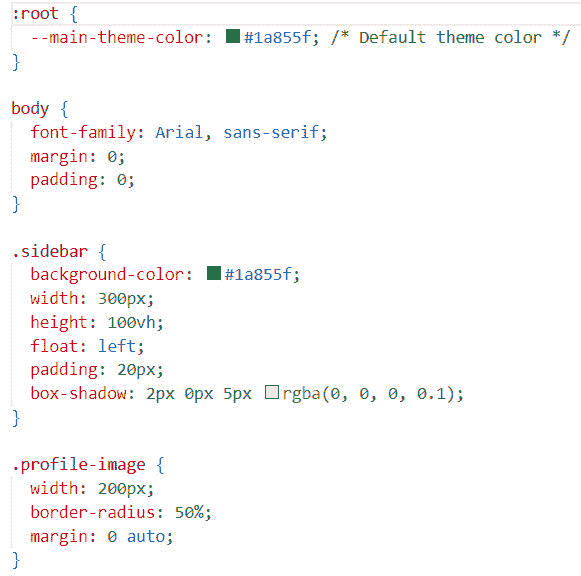 :root {
--main-theme-color: #1a855f; /* Default theme color */
}
body {
font-family: Arial, sans-serif;
margin: 0;
padding: 0;
}
.sidebar {
background-color: #1a855f;
width: 300px;
height: 100vh;
float: left;
padding: 20px;
box-shadow: 2px 0px 5px rgba(0, 0, 0, 0.1);
}
.profile-image {
width: 200px;
border-radius: 50%;
margin: 0 auto;
}